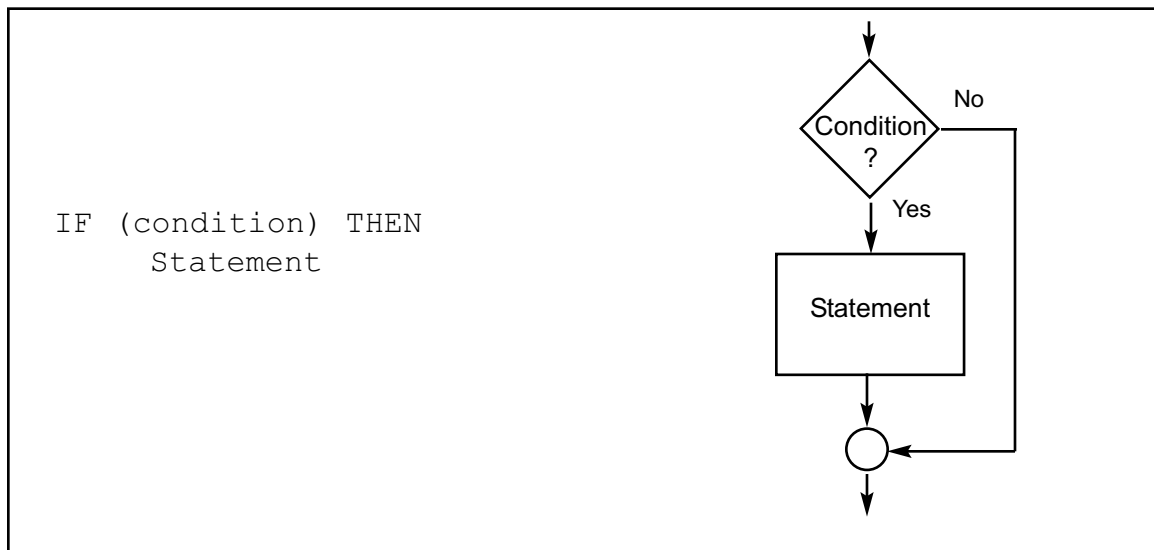 IF (condition) THEN
Statement
Condition
?
No
Yes
Statement